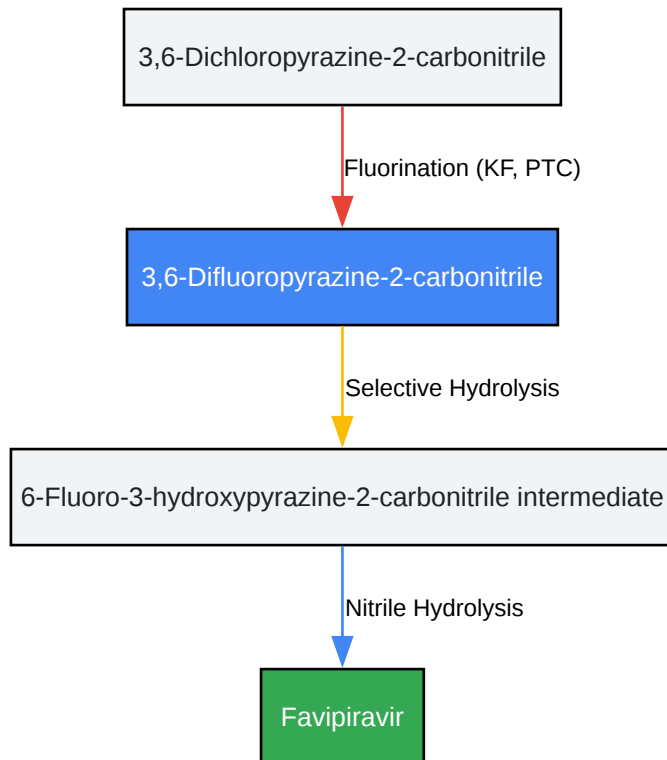 3,6-Dichloropyrazine-2-carbonitrile
Fluorination (KF, PTC)
3,6-Difluoropyrazine-2-carbonitrile
Selective Hydrolysis
6-Fluoro-3-hydroxypyrazine-2-carbonitrile intermediate
Nitrile Hydrolysis
Favipiravir